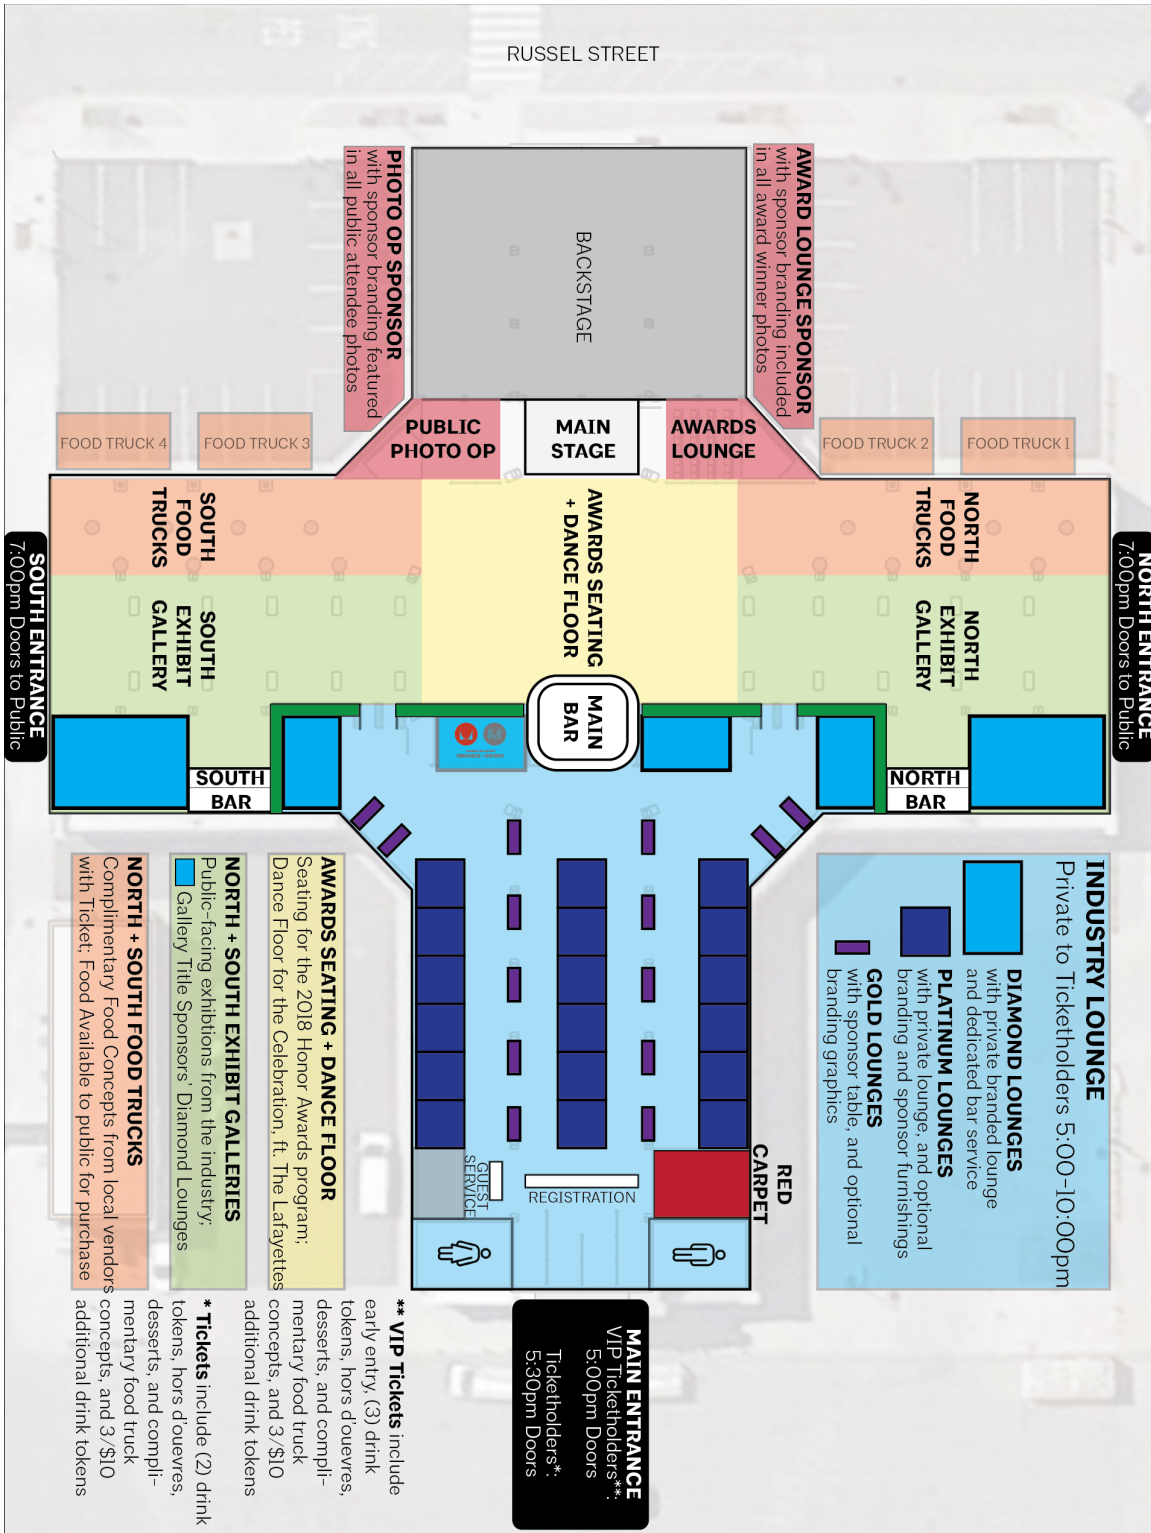 RUSSEL STREET
PHOTO OP SPONSOR
with sponsor branding featured
in all public attendee photos
BACKSTAGE
AWARD LOUNGE SPONSOR
with sponsor branding included
in all award winner photos
FOOD TRUCK 4
FOOD TRUCK 3
PUBLIC
PHOTO OP
MAIN
STAGE
AWARDS
LOUNGE
FOOD TRUCK 2
FOOD TRUCK 1
SOUTH
FOOD
TRUCKS
AWARDS SEATING
+ DANCE FLOOR
NORTH
FOOD
TRUCKS
SOUTH ENTRANCE
7:00pm Doors to Public
SOUTH
EXHIBIT
GALLERY
NORTH
EXHIBIT
GALLERY
NORTH ENTRANCE
7:00pm Doors to Public
MAIN
BAR
SOUTH
BAR
NORTH
BAR
INDUSTRY LOUNGE
Private to Ticketholders 5:00-10:00pm
DIAMOND LOUNGES
with private branded lounge
and dedicated bar service
PLATINUM LOUNGES
with private lounge, and optional
branding and sponsor furnishings
GOLD LOUNGES
with sponsor table, and optional
branding graphics
AWARDS SEATING + DANCE FLOOR
Seating for the 2018 Honor Awards program;
Dance Floor for the Celebration, ft. The Lafayettes
NORTH + SOUTH EXHIBIT GALLERIES
Public-facing exhibtions from the industry;
Gallery Title Sponsors' Diamond Lounges
NORTH + SOUTH FOOD TRUCKS
Complimentary Food Concepts from local vendors
with Ticket; Food Available to public for purchase
GUEST
SERVICE
REGISTRATION
RED
CARPET
MAIN ENTRANCE
VIP Ticketholders**:
5:00pm Doors
Ticketholders*:
5:30pm Doors
** VIP Tickets include
early entry, (3) drink
tokens, hors d'ouevres,
desserts, and compli-
mentary food truck
concepts, and 3/$10
additional drink tokens
* Tickets include (2) drink
tokens, hors d'ouevres,
desserts, and compli-
mentary food truck
concepts, and 3/$10
additional drink tokens